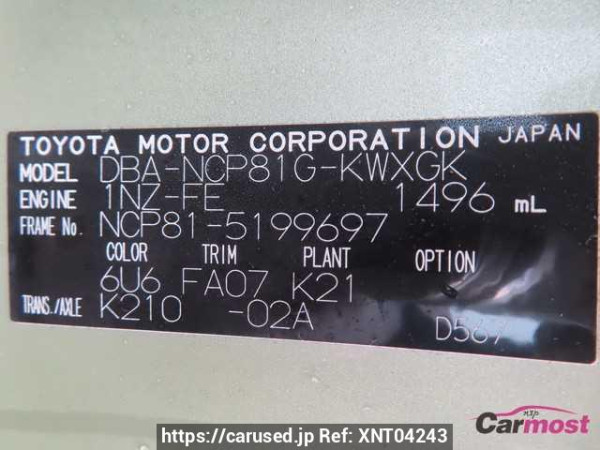 TOYOTA MOTOR CORPORATION JAPAN
MODEL DBA-NCP81G-KWXGK
ENGINE 1NZ-FE 1496 mL
FRAME No. NCP81-5199697
COLOR TRIM PLANT OPTION
6U6 FA07 K21
TRANS./AXLE K210 -02A
D567
Carmost
https://carused.jp Ref: XNT04243